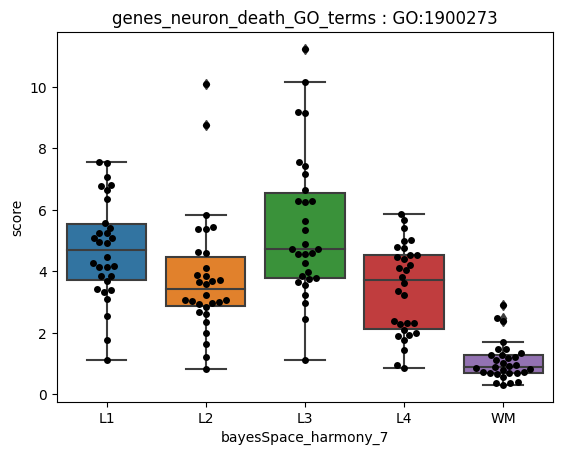 genes_neuron_death_GO_terms : GO:1900273
score
10
8
6
4
2
0
L1 L2 L3 L4 WM
bayesSpace_harmony_7